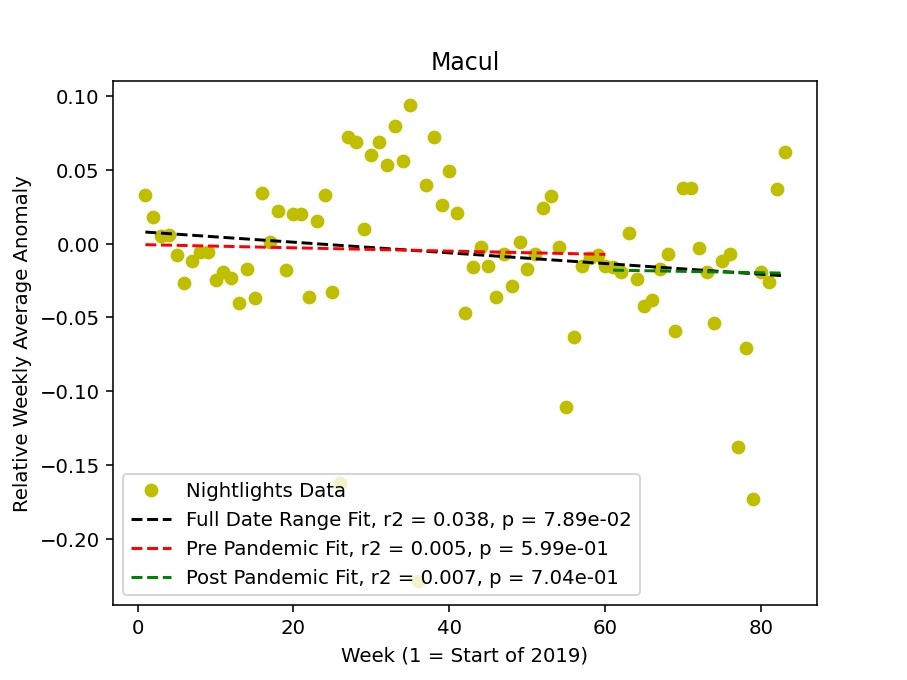 Macul
Relative Weekly Average Anomaly
0.10
0.05
0.00
−0.05
−0.10
−0.15
−0.20
Nightlights Data
Full Date Range Fit, r2 = 0.038, p = 7.89e-02
Pre Pandemic Fit, r2 = 0.005, p = 5.99e-01
Post Pandemic Fit, r2 = 0.007, p = 7.04e-01
0 20 40 60 80
Week (1 = Start of 2019)